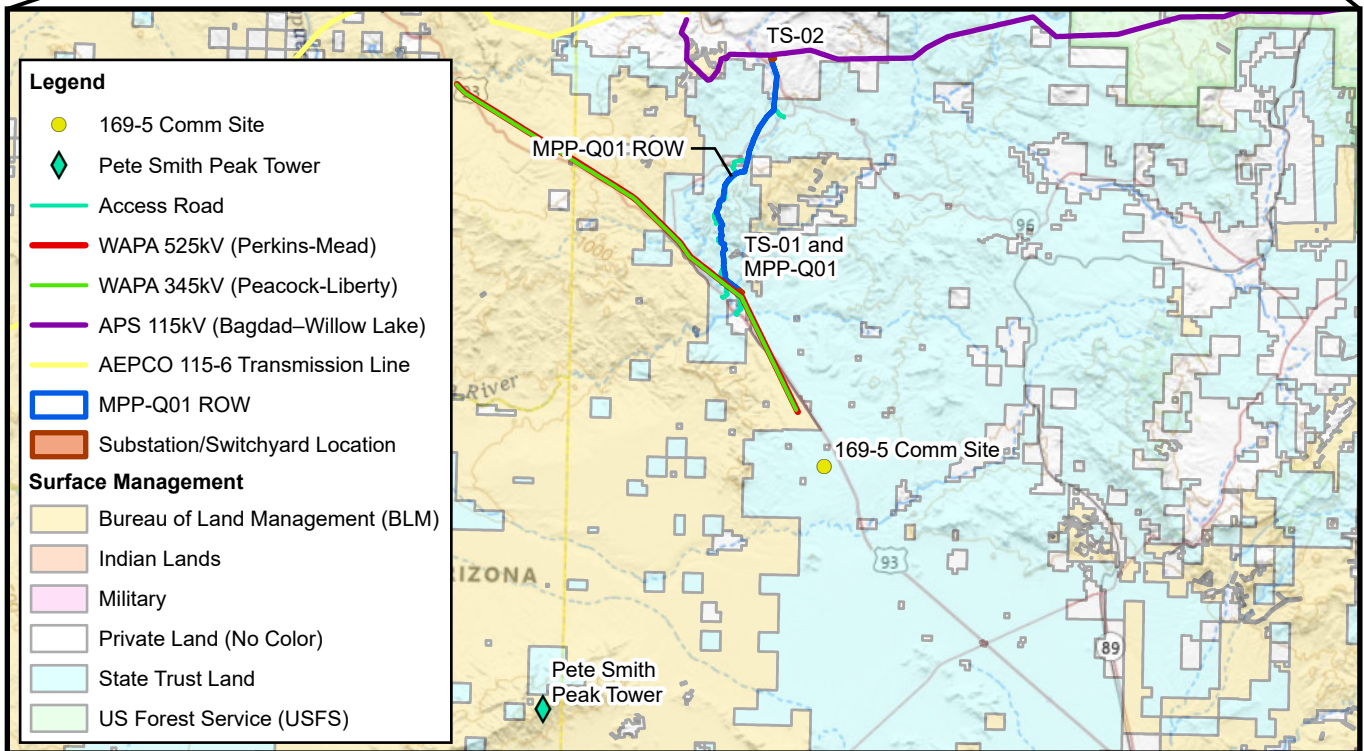 Legend
169-5 Comm Site
Pete Smith Peak Tower
Access Road
WAPA 525kV (Perkins-Mead)
WAPA 345kV (Peacock-Liberty)
APS 115kV (Bagdad–Willow Lake)
AEPCO 115-6 Transmission Line
MPP-Q01 ROW
Substation/Switchyard Location
Surface Management
Bureau of Land Management (BLM)
Indian Lands
Military
Private Land (No Color)
State Trust Land
US Forest Service (USFS)
TS-02
93
MPP-Q01 ROW
96
TS-01 and
MPP-Q01
1000
River
169-5 Comm Site
93
RIZONA
89
Pete Smith
Peak Tower